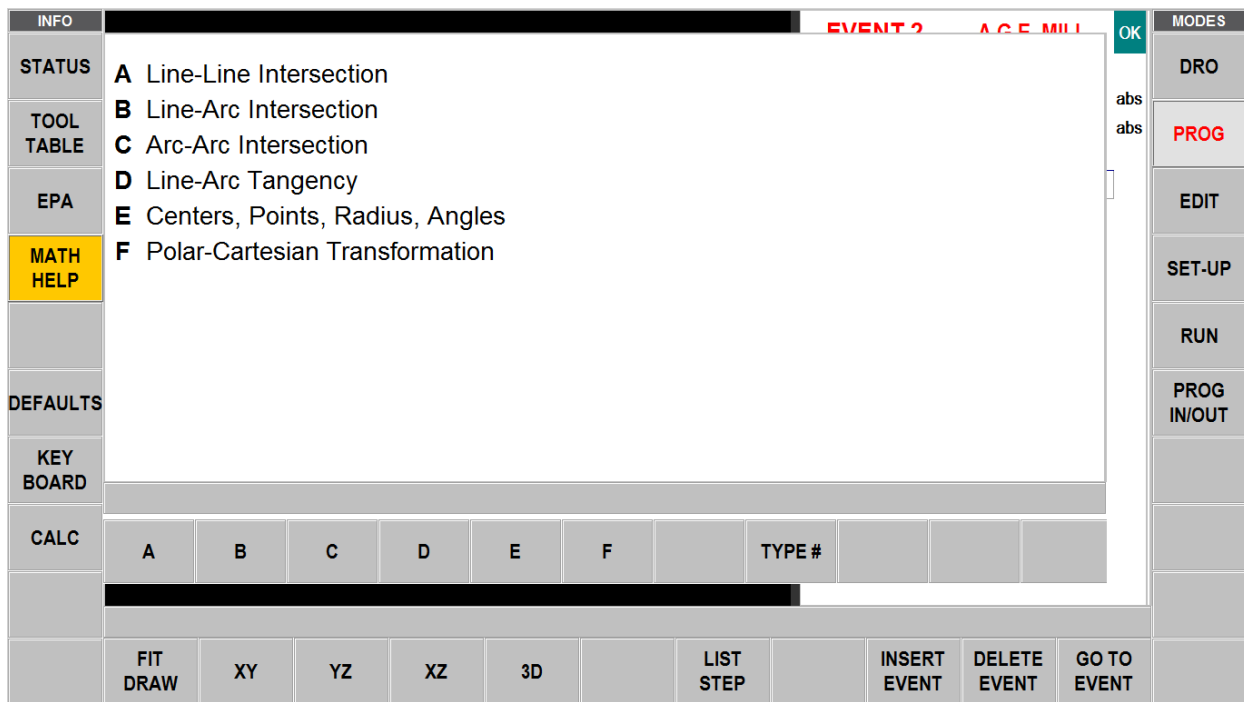 INFO
MODES
EVENT 2 A.G.E. MILL
OK
STATUS
TOOL
TABLE
EPA
MATH
HELP
DEFAULTS
KEY
BOARD
CALC
A Line-Line Intersection
B Line-Arc Intersection
C Arc-Arc Intersection
D Line-Arc Tangency
E Centers, Points, Radius, Angles
F Polar-Cartesian Transformation
abs
abs
DRO
PROG
EDIT
SET-UP
RUN
PROG
IN/OUT
A B C D E F TYPE #
FIT
DRAW
XY
YZ
XZ
3D
LIST
STEP
INSERT
EVENT
DELETE
EVENT
GO TO
EVENT